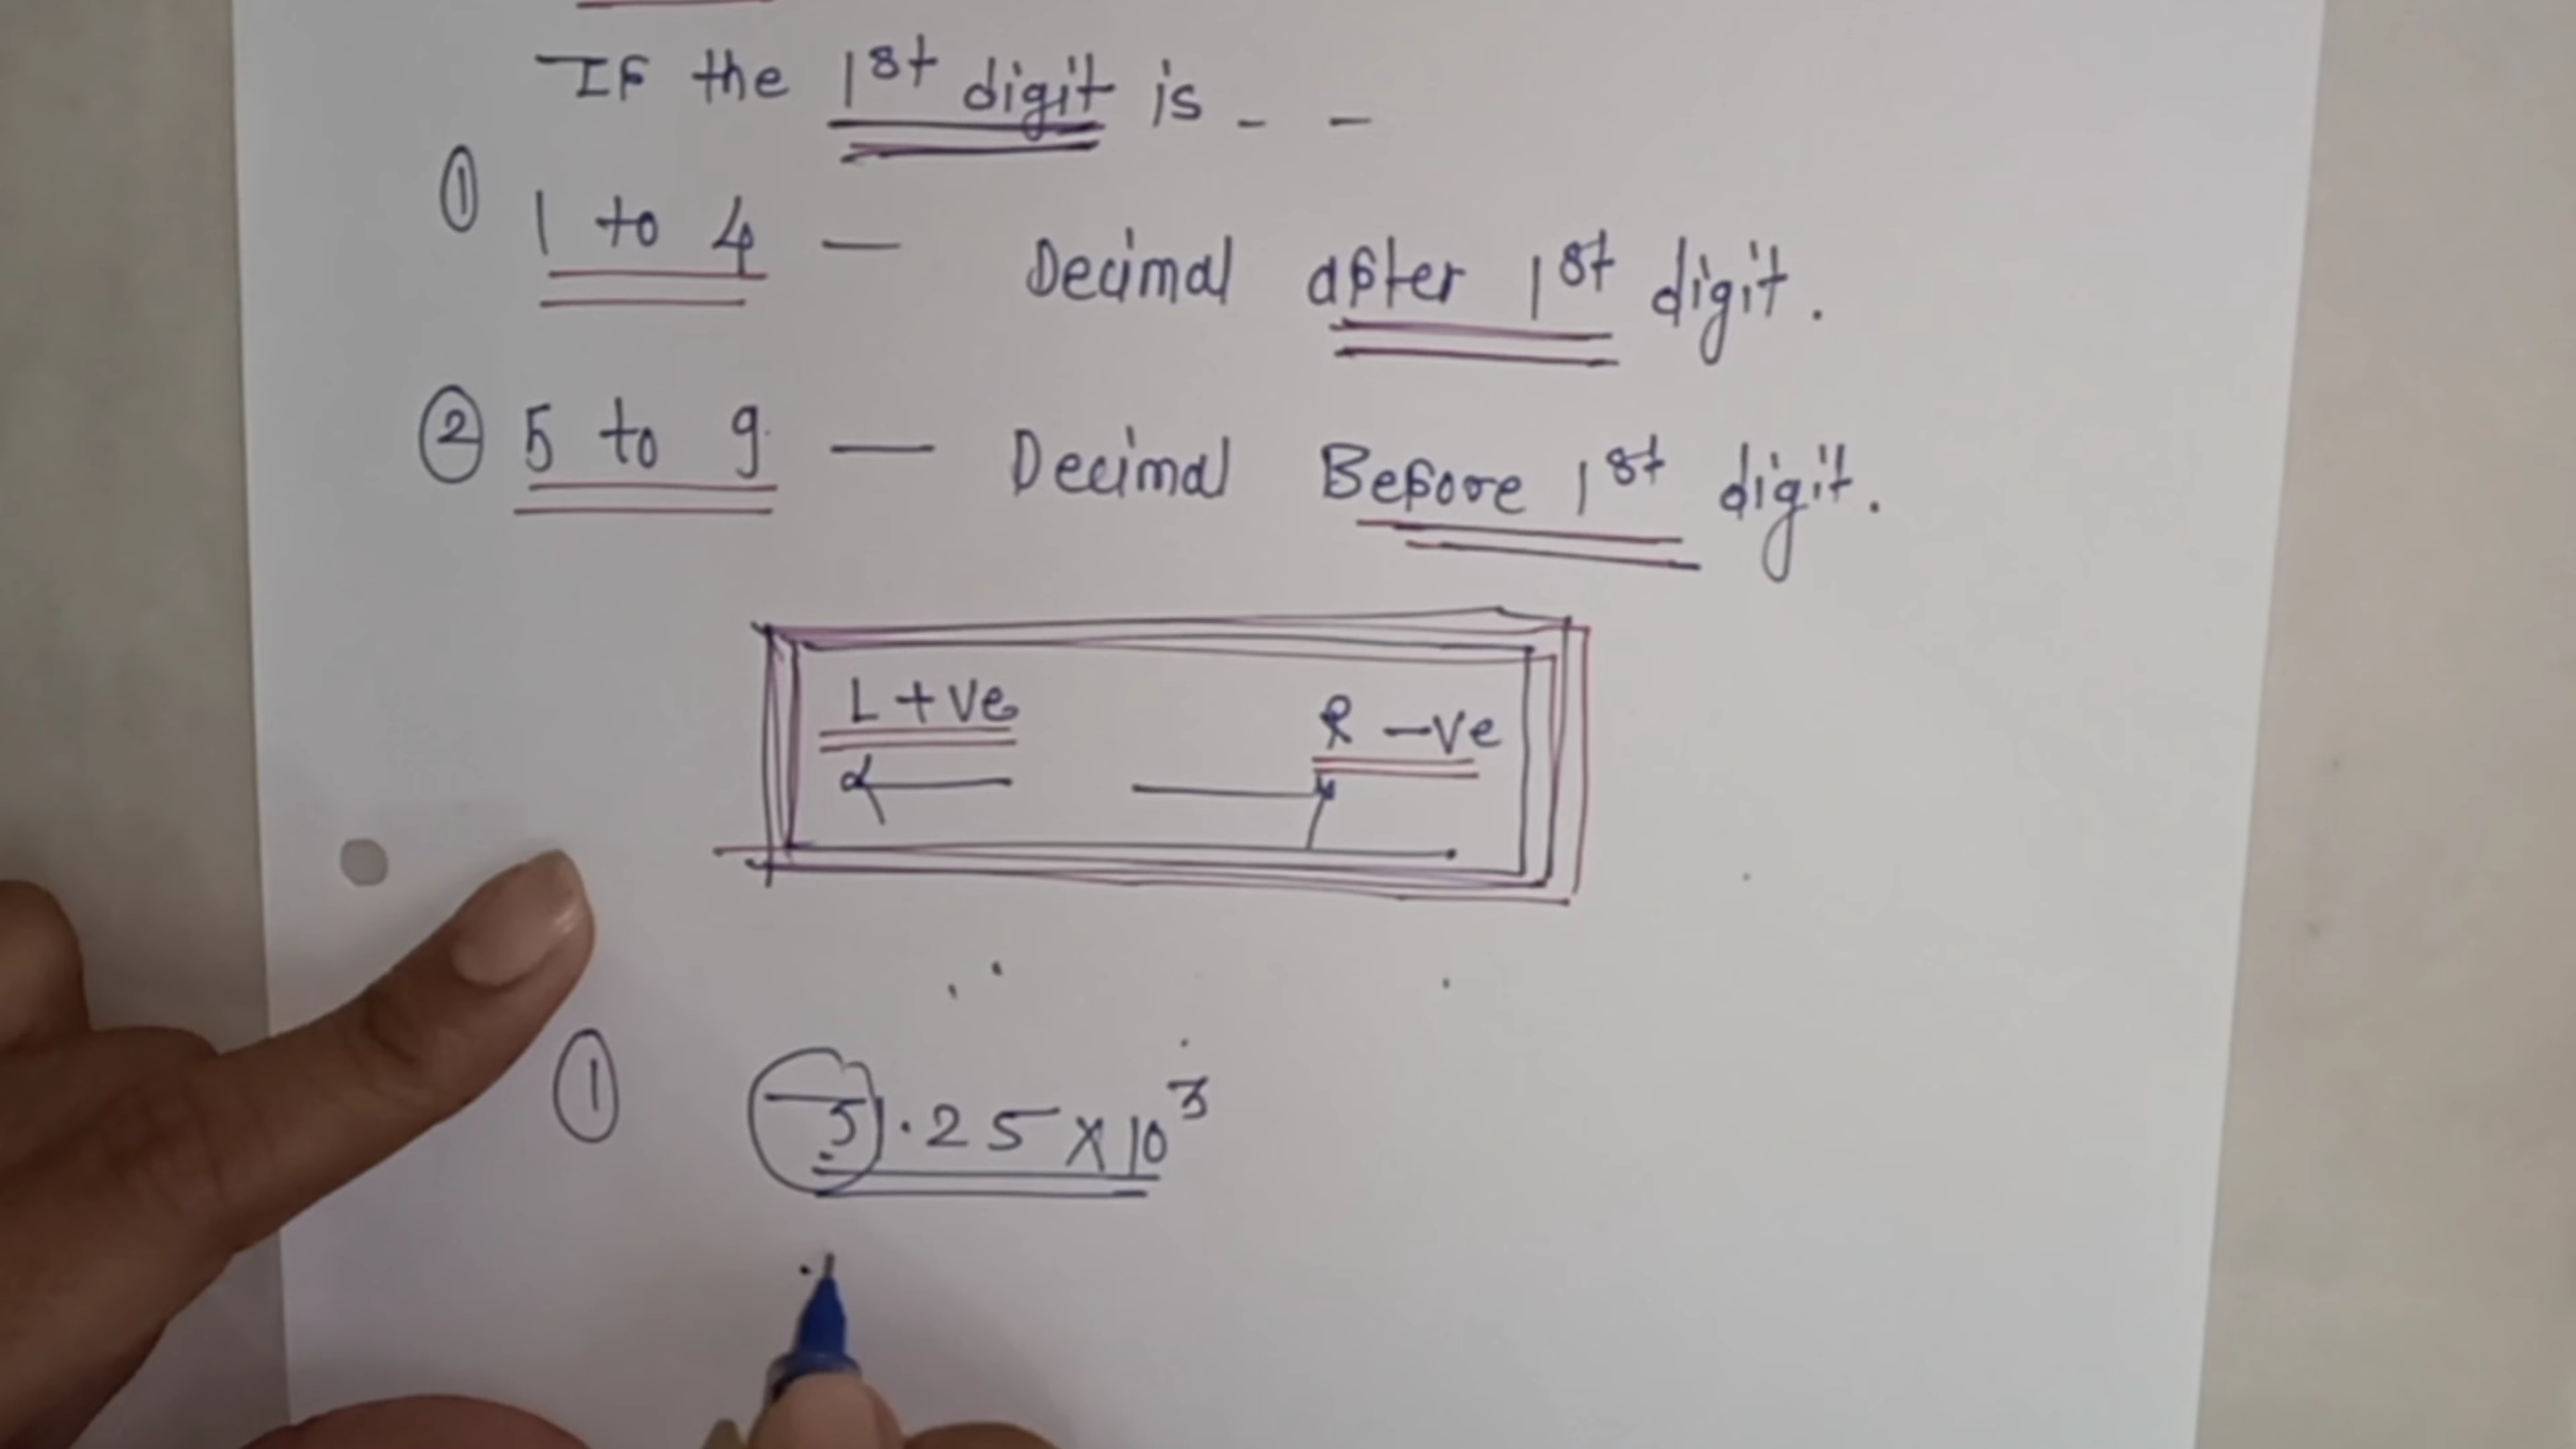 If the 1st digit is - -
① 1 to 4 — Decimal after 1st digit.
② 5 to 9 — Decimal Before 1st digit.
L +ve R -ve
① 51.25 × 10³